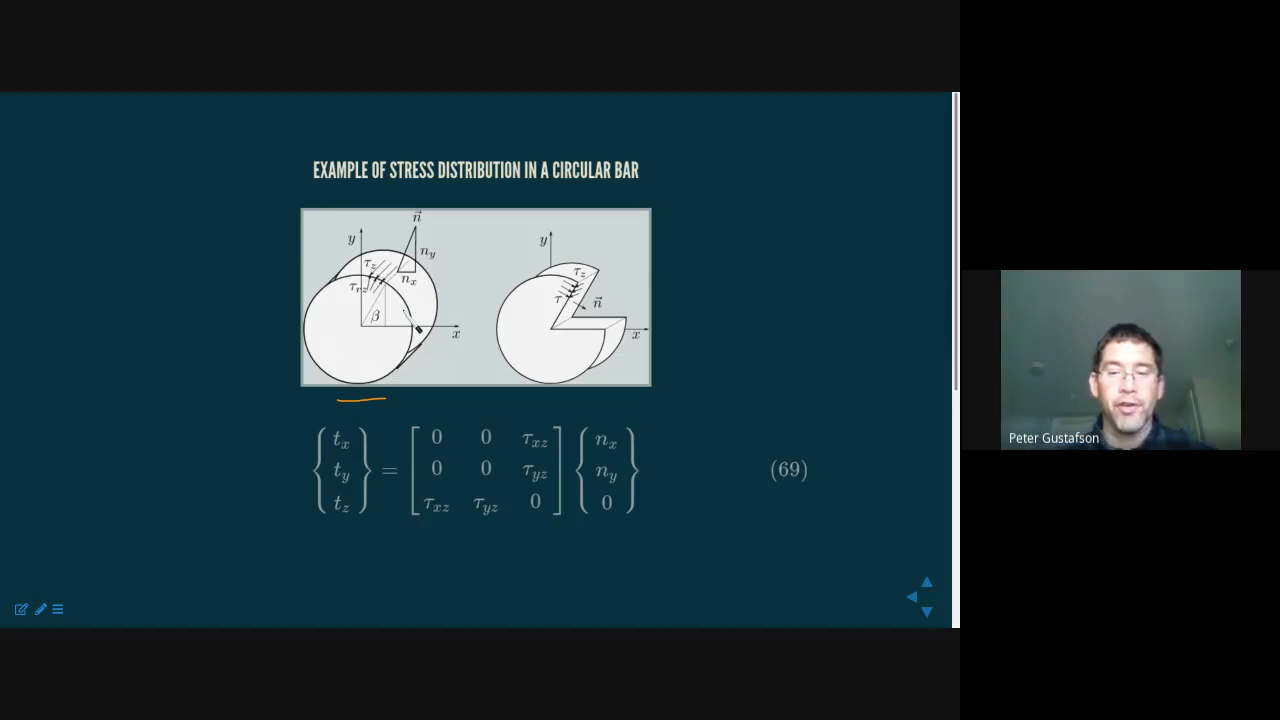 EXAMPLE OF STRESS DISTRIBUTION IN A CIRCULAR BAR
n⃗
y
n_y
τ_z
n_x
τ_rz
β
x
y
τ_z
τ
n⃗
x
{ t_x } = [ 0 0 τ_xz ] { n_x }
{ t_y } [ 0 0 τ_yz ] { n_y } (69)
{ t_z } [ τ_xz τ_yz 0 ] { 0 }
Peter Gustafson